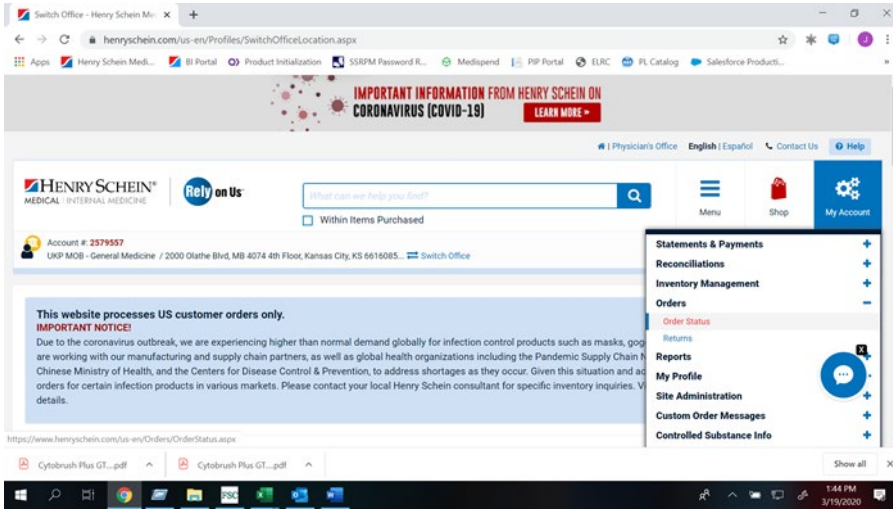 Switch Office - Henry Schein Me
henryschein.com/us-en/Profiles/SwitchOfficeLocation.aspx
Apps Henry Schein Medi... BI Portal Product Initialization SSRPM Password R... Medispend PIP Portal ELRC PL Catalog Salesforce Producti...
IMPORTANT INFORMATION FROM HENRY SCHEIN ON
CORONAVIRUS (COVID-19) LEARN MORE
| Physician's Office English | Español Contact Us Help
HENRY SCHEIN®
MEDICAL | INTERNAL MEDICINE
Rely on Us
What can we help you find?
Within Items Purchased
Menu Shop My Account
Account #: 2579557
UKP MOB - General Medicine / 2000 Olathe Blvd, MB 4074 4th Floor, Kansas City, KS 6616085... Switch Office
Statements & Payments +
Reconciliations +
Inventory Management +
Orders −
Order Status
Returns
Reports +
My Profile
Site Administration +
Custom Order Messages +
Controlled Substance Info +
X
This website processes US customer orders only.
IMPORTANT NOTICE!
Due to the coronavirus outbreak, we are experiencing higher than normal demand globally for infection control products such as masks, gog
are working with our manufacturing and supply chain partners, as well as global health organizations including the Pandemic Supply Chain N
Chinese Ministry of Health, and the Centers for Disease Control & Prevention, to address shortages as they occur. Given this situation and ac
orders for certain infection products in various markets. Please contact your local Henry Schein consultant for specific inventory inquiries. Vi
details.
https://www.henryschein.com/us-en/Orders/OrderStatus.aspx
Cytobrush Plus GT....pdf Cytobrush Plus GT....pdf Show all
FSC
1:44 PM
3/19/2020